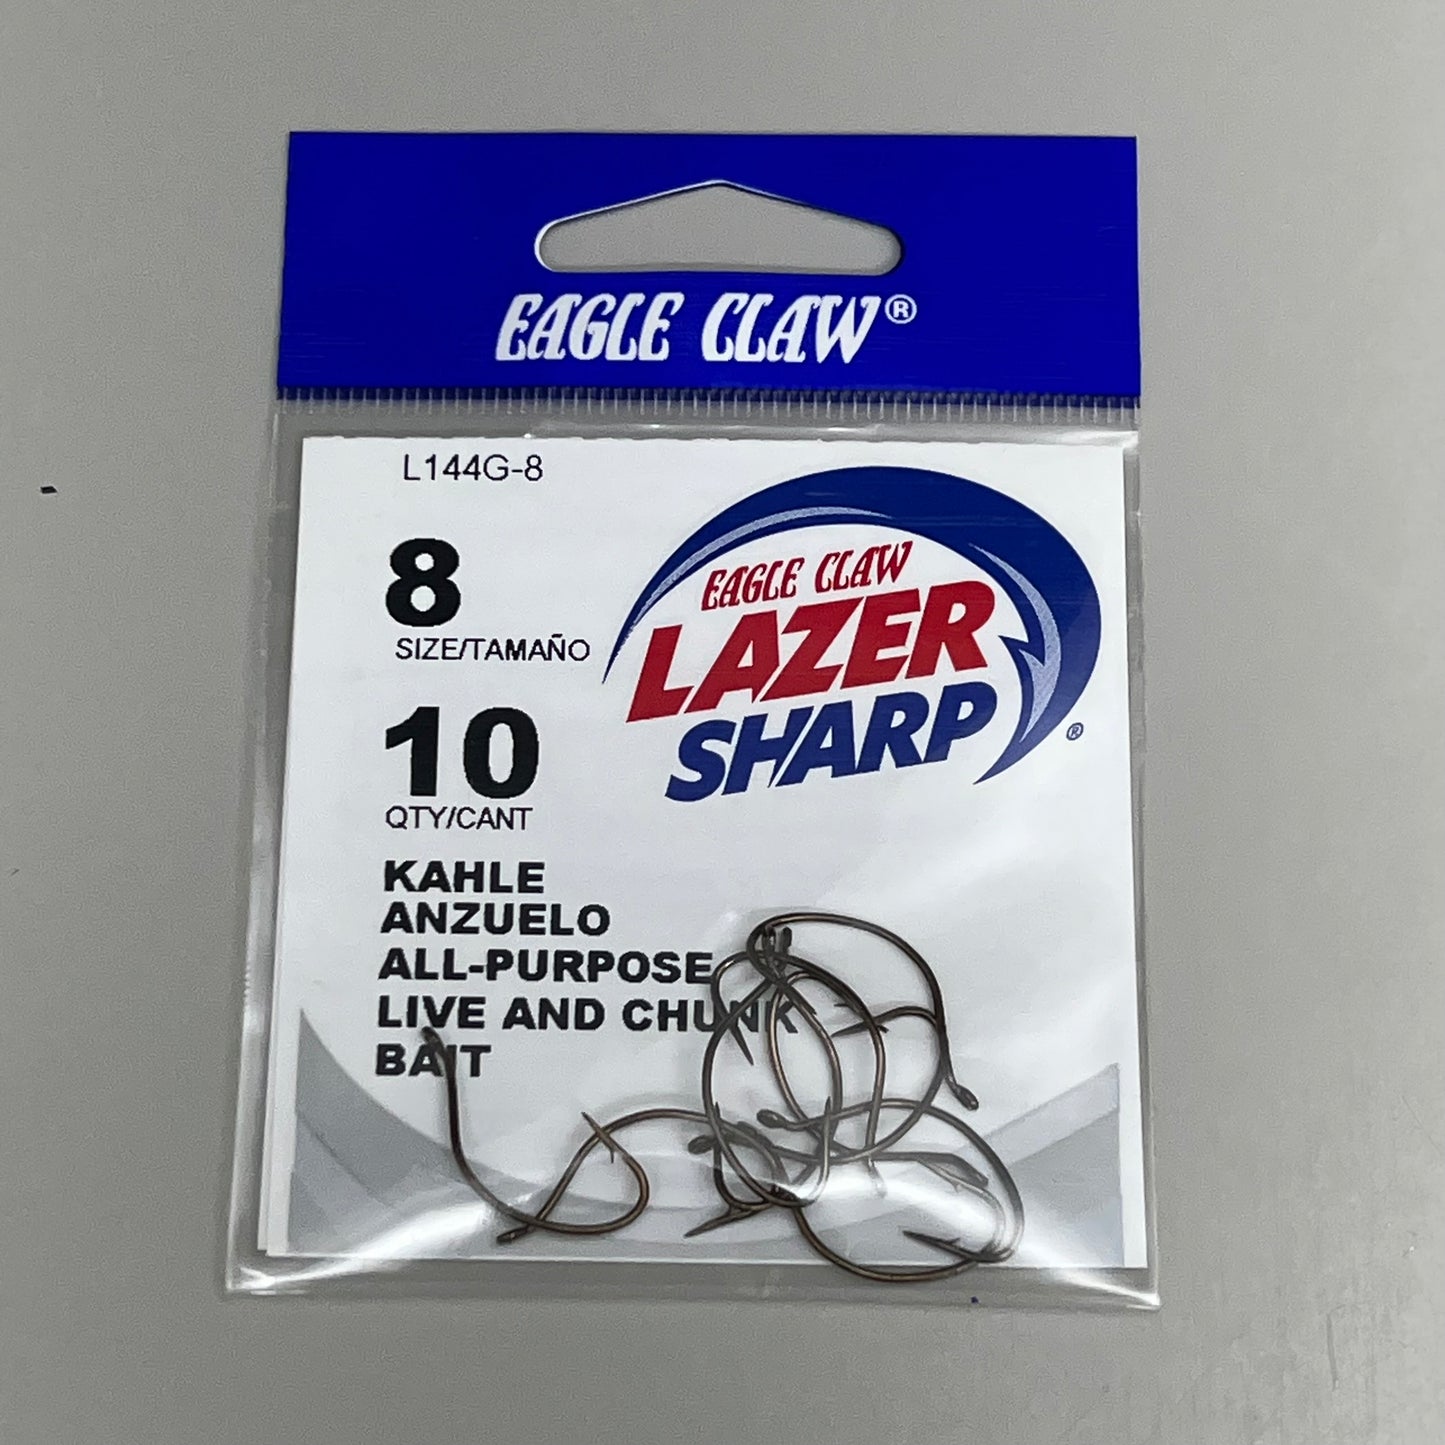 EAGLE CLAW®
L144G-8
8
SIZE/TAMAÑO
10
QTY/CANT
EAGLE CLAW
LAZER
SHARP®
KAHLE
ANZUELO
ALL-PURPOSE
LIVE AND CHUNK
BAIT